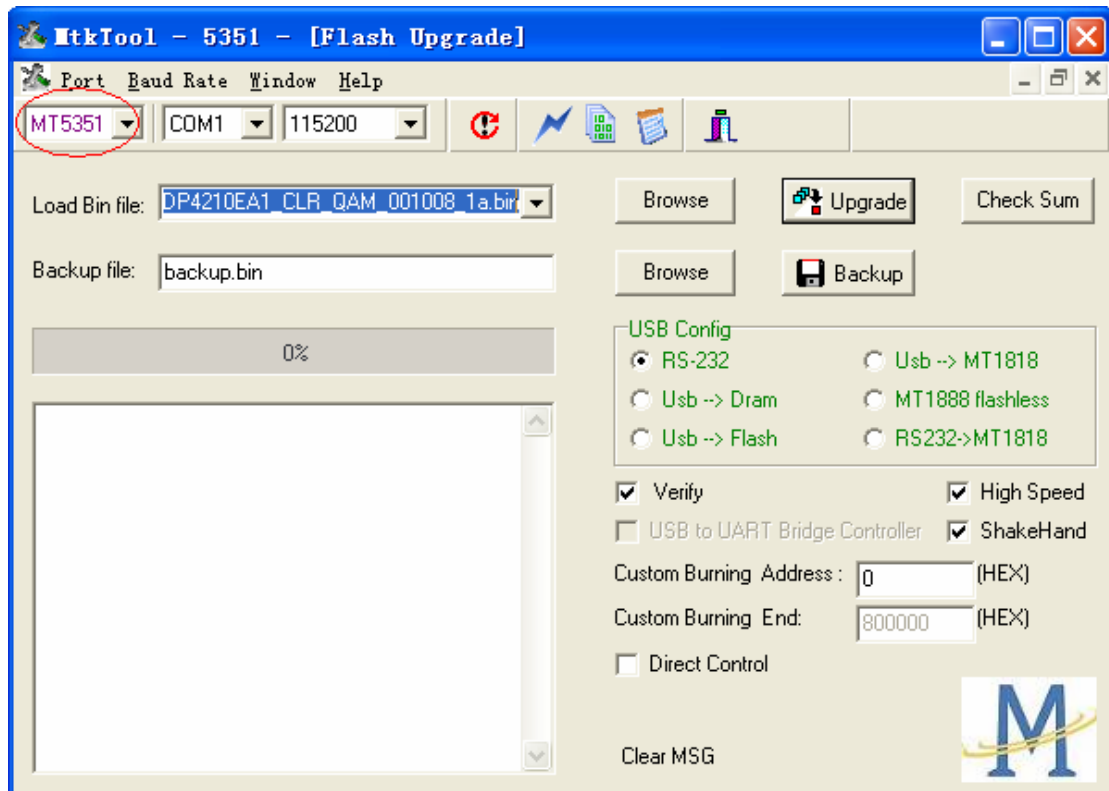 MtkTool - 5351 - [Flash Upgrade]
Port Baud Rate Window Help
MT5351 COM1 115200
Load Bin file: DP4210EA1_CLR_QAM_001008_1a.bin Browse Upgrade Check Sum
Backup file: backup.bin Browse Backup
0%
USB Config
RS-232 Usb --> MT1818
Usb --> Dram MT1888 flashless
Usb --> Flash RS232->MT1818
Verify High Speed
USB to UART Bridge Controller ShakeHand
Custom Burning Address : 0 (HEX)
Custom Burning End: 800000 (HEX)
Direct Control
M
Clear MSG